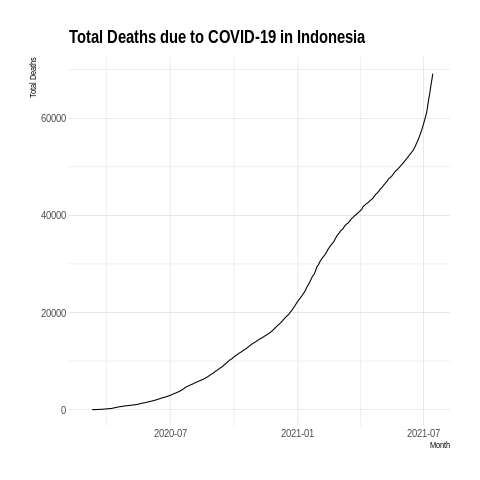 Total Deaths due to COVID-19 in Indonesia
Total Deaths
60000
40000
20000
0
2020-07 2021-01 2021-07
Month